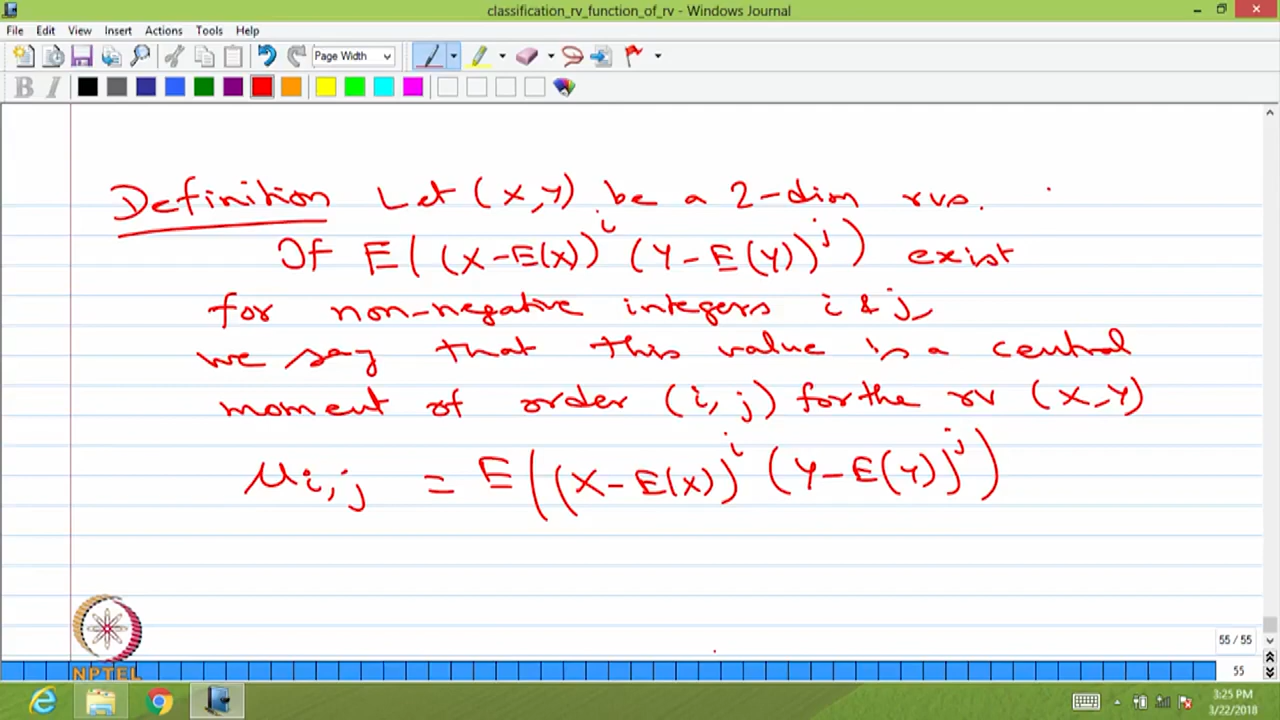 classification_rv_function_of_rv - Windows Journal
File Edit View Insert Actions Tools Help
Page Width
B I
Definition Let (X,Y) be a 2-dim rvs.
If E((X-E(X))^i (Y-E(Y))^j) exist
for non-negative integers i & j,
we say that this value is a central
moment of order (i, j) for the rv (X,Y)
μ_{i,j} = E((X-E(X))^i (Y-E(Y))^j)
NPTEL
55 / 55
55
3:25 PM
3/22/2018